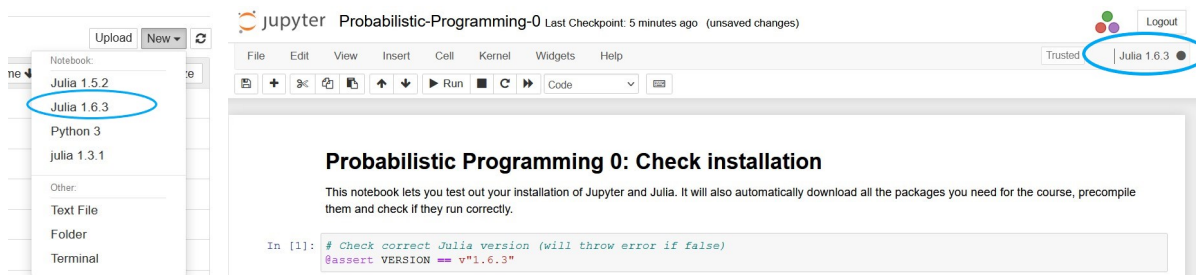 Upload New
Notebook:
Julia 1.5.2
Julia 1.6.3
Python 3
julia 1.3.1
Other:
Text File
Folder
Terminal
jupyter Probabilistic-Programming-0 Last Checkpoint: 5 minutes ago (unsaved changes)
Logout
File Edit View Insert Cell Kernel Widgets Help
Trusted Julia 1.6.3
Run Code
Probabilistic Programming 0: Check installation
This notebook lets you test out your installation of Jupyter and Julia. It will also automatically download all the packages you need for the course, precompile
them and check if they run correctly.
In [1]: # Check correct Julia version (will throw error if false)
@assert VERSION == v"1.6.3"